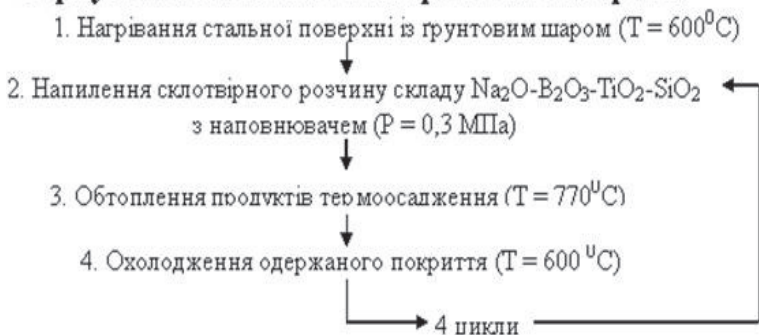 1. Нагрівання стальної поверхні із ґрунтовим шаром (T = 600⁰C)
2. Напилення склотвірного розчину складу Na₂O-B₂O₃-TiO₂-SiO₂
з наповнювачем (P = 0,3 МПа)
3. Обтоплення продуктів термоосадження (T = 770⁰C)
4. Охолодження одержаного покриття (T = 600 ⁰C)
4 цикли